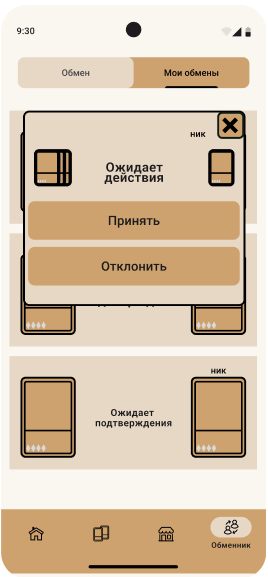 9:30
Обмен
Мои обмены
ник
Ожидает
действия
Принять
Отклонить
ник
Ожидает
подтверждения
Обменник